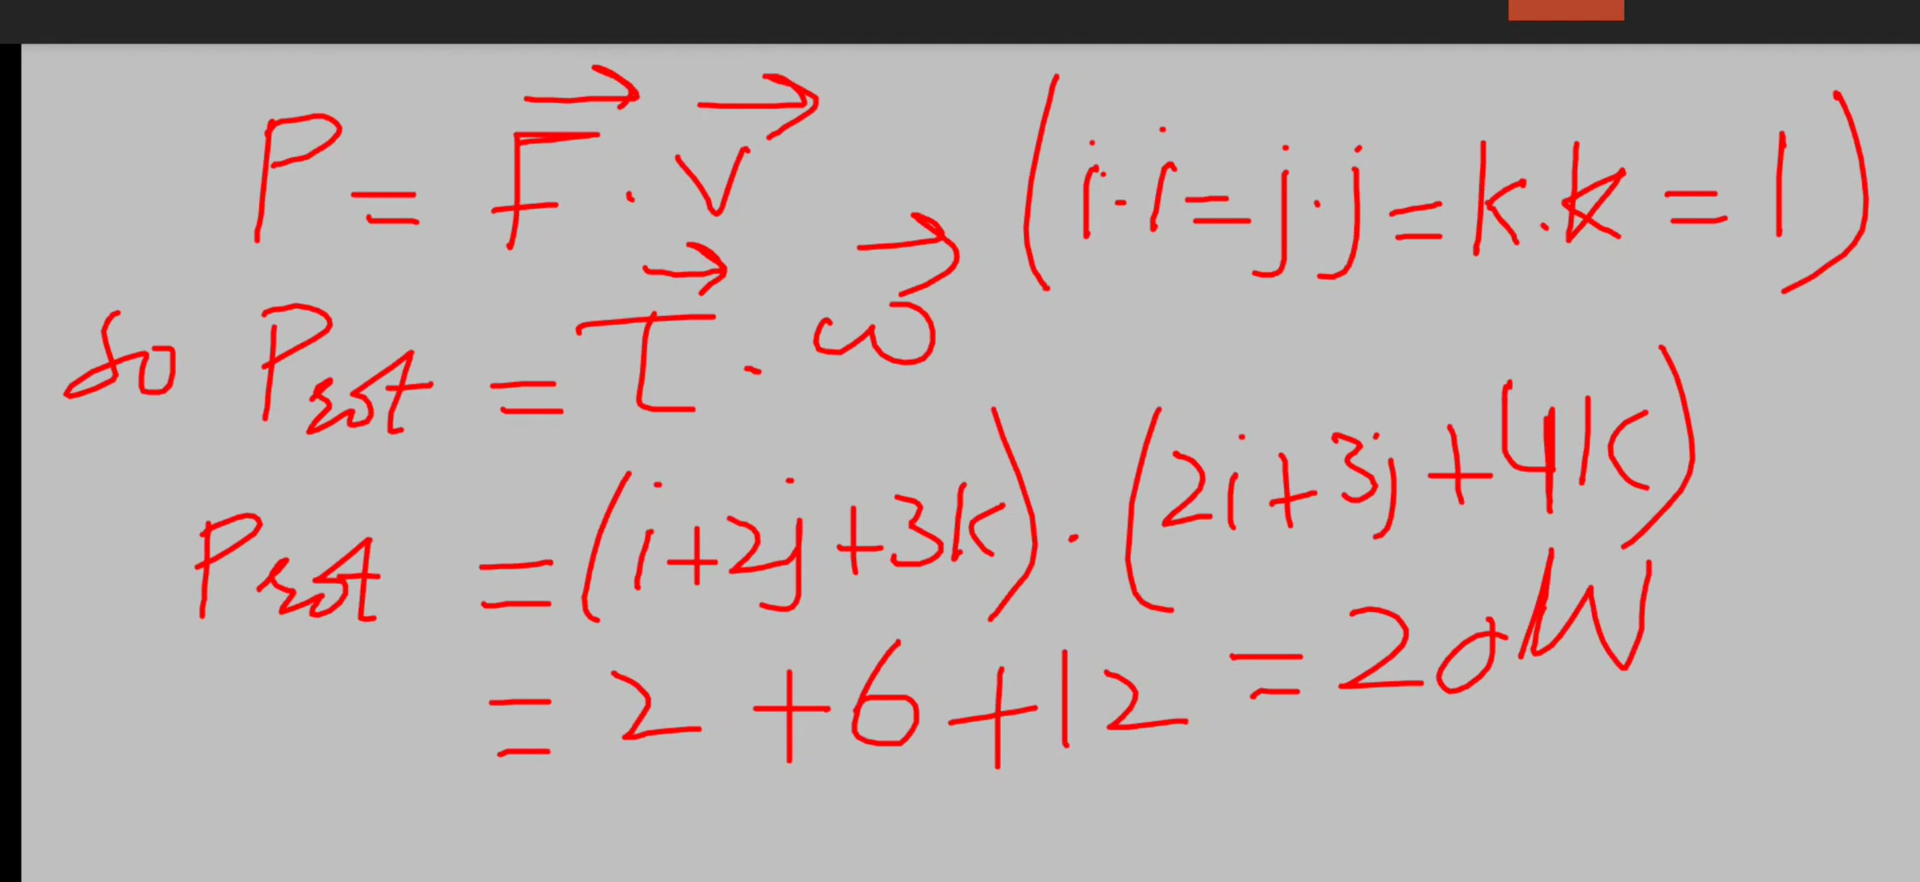 P = F⃗ . v⃗ (i.i = j.j = k.k = 1)
so Prot = τ⃗ . ω⃗
Prot = (i+2j+3k) . (2i+3j+4k)
= 2 + 6 + 12 = 20W